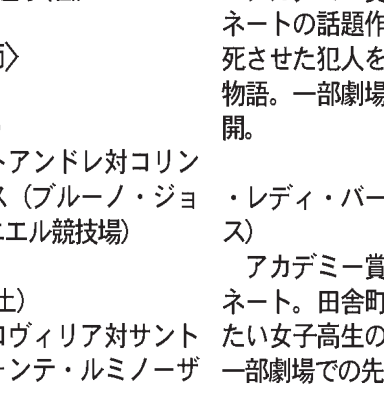 〉
トアンドレ対コリン
ス（ブルーノ・ジョ
ニエル競技場）
土）
ロヴィリア対サント
ォンテ・ルミノーザ
ネートの話題作
死させた犯人を
物語。一部劇場
開。
・レディ・バー
ス）
アカデミー賞
ネート。田舎町
たい女子高生の
一部劇場での先